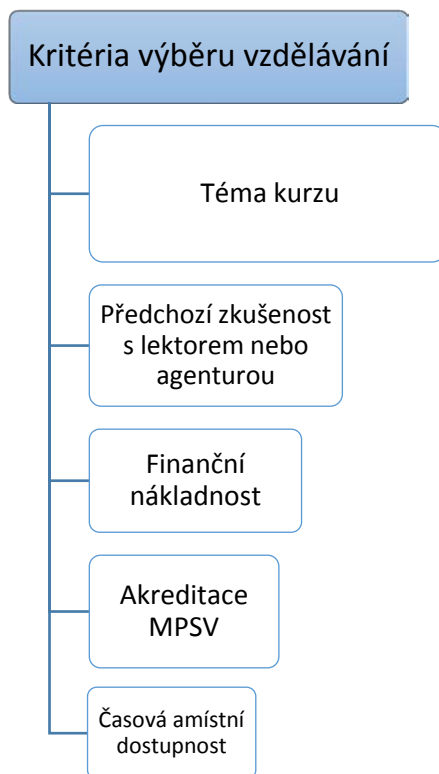 Kritéria výběru vzdělávání
Téma kurzu
Předchozí zkušenost
s lektorem nebo
agenturou
Finanční
nákladnost
Akreditace
MPSV
Časová amístní
dostupnost